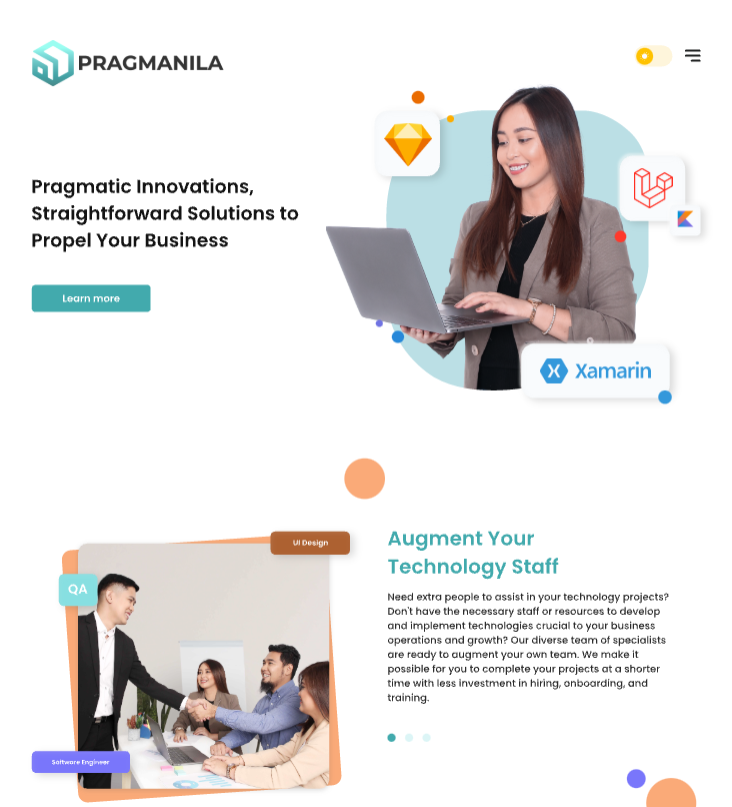 PRAGMANILA
Pragmatic Innovations,
Straightforward Solutions to
Propel Your Business
Learn more
Xamarin
UI Design
QA
Software Engineer
Augment Your
Technology Staff
Need extra people to assist in your technology projects?
Don't have the necessary staff or resources to develop
and implement technologies crucial to your business
operations and growth? Our diverse team of specialists
are ready to augment your own team. We make it
possible for you to complete your projects at a shorter
time with less investment in hiring, onboarding, and
training.